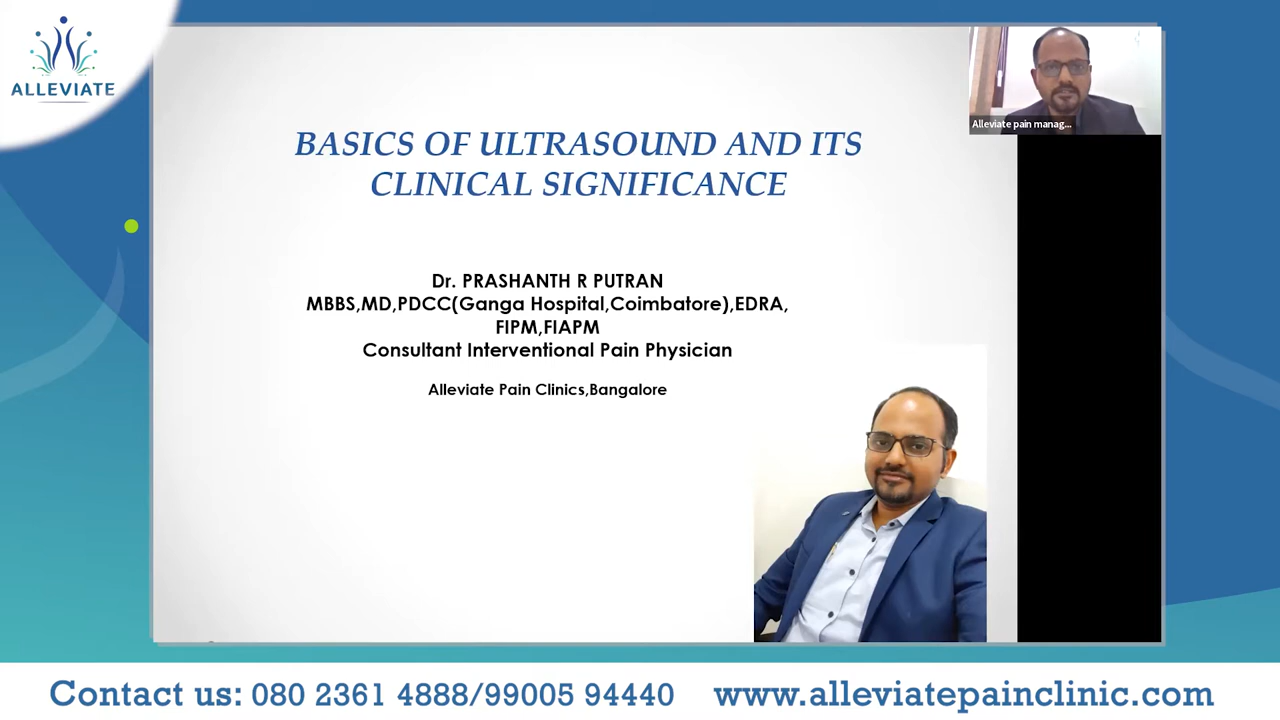 ALLEVIATE
Alleviate pain manag...
BASICS OF ULTRASOUND AND ITS
CLINICAL SIGNIFICANCE
Dr. PRASHANTH R PUTRAN
MBBS,MD,PDCC(Ganga Hospital,Coimbatore),EDRA,
FIPM,FIAPM
Consultant Interventional Pain Physician
Alleviate Pain Clinics,Bangalore
Contact us: 080 2361 4888/99005 94440 www.alleviatepainclinic.com